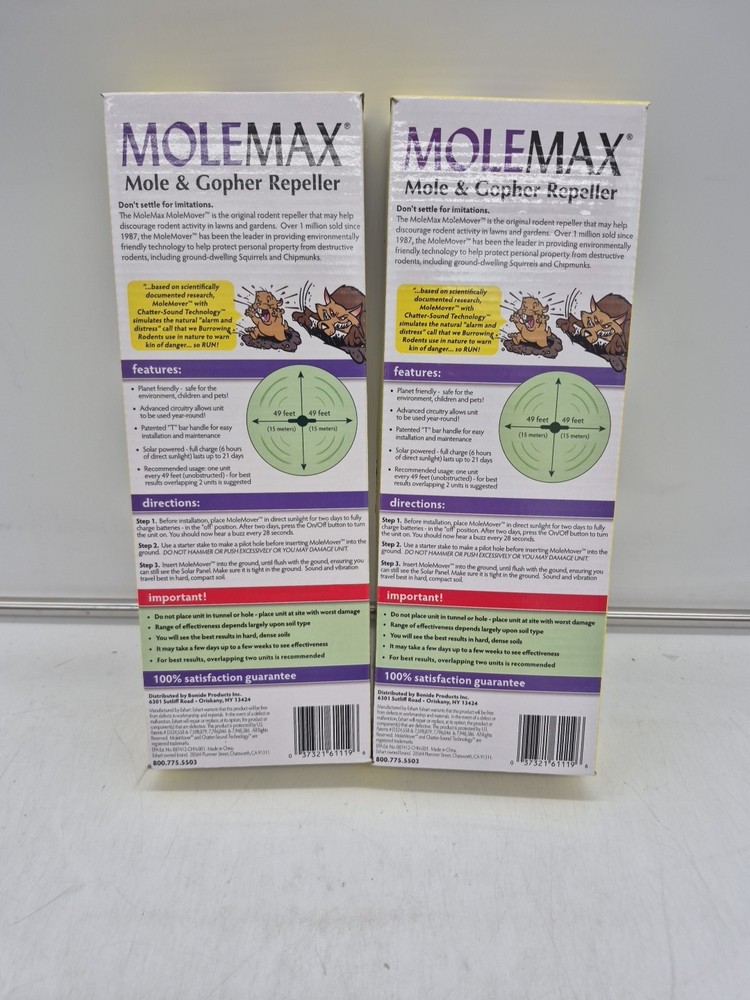 MOLEMAX®
Mole & Gopher Repeller
Don't settle for imitations.
The MoleMax MoleMover™ is the original rodent repeller that may help
discourage rodent activity in lawns and gardens. Over 1 million sold since
1987, the MoleMover™ has been the leader in providing environmentally
friendly technology to help protect personal property from destructive
rodents, including ground-dwelling Squirrels and Chipmunks.
"...based on scientifically
documented research,
MoleMover™ with
Chatter-Sound Technology™
simulates the natural "alarm and
distress" call that we Burrowing
Rodents use in nature to warn
kin of danger... so RUN!
features:
• Planet friendly - safe for the
environment, children and pets!
• Advanced circuitry allows unit
to be used year-round!
• Patented "T" bar handle for easy
installation and maintenance
• Solar powered - full charge (6 hours
of direct sunlight) lasts up to 21 days
• Recommended usage: one unit
every 49 feet (unobstructed) - for best
results overlapping 2 units is suggested
49 feet 49 feet
(15 meters) (15 meters)
directions:
Step 1. Before installation, place MoleMover™ in direct sunlight for two days to fully
charge batteries - in the "off" position. After two days, press the On/Off button to turn
the unit on. You should now hear a buzz every 28 seconds.
Step 2. Use a starter stake to make a pilot hole before inserting MoleMover™ into the
ground. DO NOT HAMMER OR PUSH EXCESSIVELY OR YOU MAY DAMAGE UNIT.
Step 3. Insert MoleMover™ into the ground, until flush with the ground, ensuring you
can still see the Solar Panel. Make sure it is tight in the ground. Sound and vibration
travel best in hard, compact soil.
important!
• Do not place unit in tunnel or hole - place unit at site with worst damage
• Range of effectiveness depends largely upon soil type
• You will see the best results in hard, dense soils
• It may take a few days up to a few weeks to see effectiveness
• For best results, overlapping two units is recommended
100% satisfaction guarantee
Distributed by Bonide Products Inc.
6301 Sutliff Road - Oriskany, NY 13424
800.775.5503
0 37321 61119 6
MOLEMAX®
Mole & Gopher Repeller
Don't settle for imitations.
The MoleMax MoleMover™ is the original rodent repeller that may help
discourage rodent activity in lawns and gardens. Over 1 million sold since
1987, the MoleMover™ has been the leader in providing environmentally
friendly technology to help protect personal property from destructive
rodents, including ground-dwelling Squirrels and Chipmunks.
"...based on scientifically
documented research,
MoleMover™ with
Chatter-Sound Technology™
simulates the natural "alarm and
distress" call that we Burrowing
Rodents use in nature to warn
kin of danger... so RUN!
features:
• Planet friendly - safe for the
environment, children and pets!
• Advanced circuitry allows unit
to be used year-round!
• Patented "T" bar handle for easy
installation and maintenance
• Solar powered - full charge (6 hours
of direct sunlight) lasts up to 21 days
• Recommended usage: one unit
every 49 feet (unobstructed) - for best
results overlapping 2 units is suggested
49 feet 49 feet
(15 meters) (15 meters)
directions:
Step 1. Before installation, place MoleMover™ in direct sunlight for two days to fully
charge batteries - in the "off" position. After two days, press the On/Off button to turn
the unit on. You should now hear a buzz every 28 seconds.
Step 2. Use a starter stake to make a pilot hole before inserting MoleMover™ into the
ground. DO NOT HAMMER OR PUSH EXCESSIVELY OR YOU MAY DAMAGE UNIT.
Step 3. Insert MoleMover™ into the ground, until flush with the ground, ensuring you
can still see the Solar Panel. Make sure it is tight in the ground. Sound and vibration
travel best in hard, compact soil.
important!
• Do not place unit in tunnel or hole - place unit at site with worst damage
• Range of effectiveness depends largely upon soil type
• You will see the best results in hard, dense soils
• It may take a few days up to a few weeks to see effectiveness
• For best results, overlapping two units is recommended
100% satisfaction guarantee
Distributed by Bonide Products Inc.
6301 Sutliff Road - Oriskany, NY 13424
800.775.5503
0 37321 61119 6